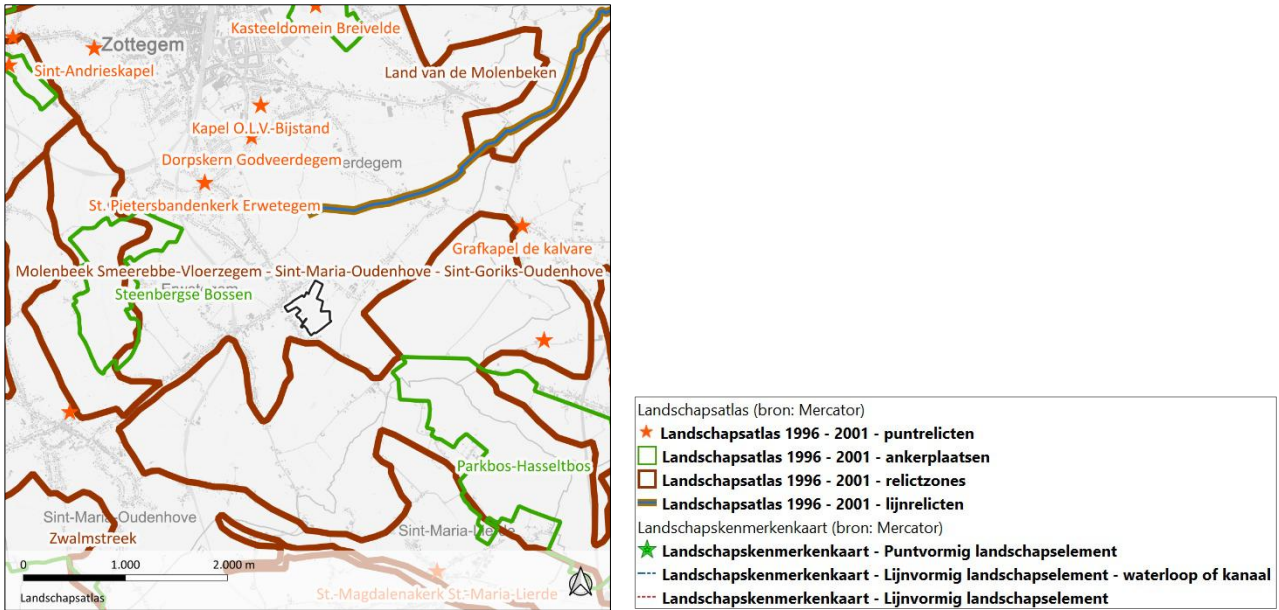 Kasteeldomein Breivelde
Zottegem
Sint-Andrieskapel
Land van de Molenbeken
Kapel O.L.V.-Bijstand
Dorpskern Godveerdegem
erdegem
St. Pietersbandenkerk Erwetegem
Grafkapel de kalvare
Molenbeek Smeerebbe-Vloerzegem - Sint-Maria-Oudenhove - Sint-Goriks-Oudenhove
Steenbergse Bossen
Parkbos-Hasseltbos
Sint-Maria-Oudenhove
Sint-Maria-Lierde
Zwalmstreek
0 1.000 2.000 m
St.-Magdalenakerk St.-Maria-Lierde
Landschapsatlas
Landschapsatlas (bron: Mercator)
Landschapsatlas 1996 - 2001 - puntrelicten
Landschapsatlas 1996 - 2001 - ankerplaatsen
Landschapsatlas 1996 - 2001 - relictzones
Landschapsatlas 1996 - 2001 - lijnrelicten
Landschapskenmerkenkaart (bron: Mercator)
Landschapskenmerkenkaart - Puntvormig landschapselement
Landschapskenmerkenkaart - Lijnvormig landschapselement - waterloop of kanaal
Landschapskenmerkenkaart - Lijnvormig landschapselement